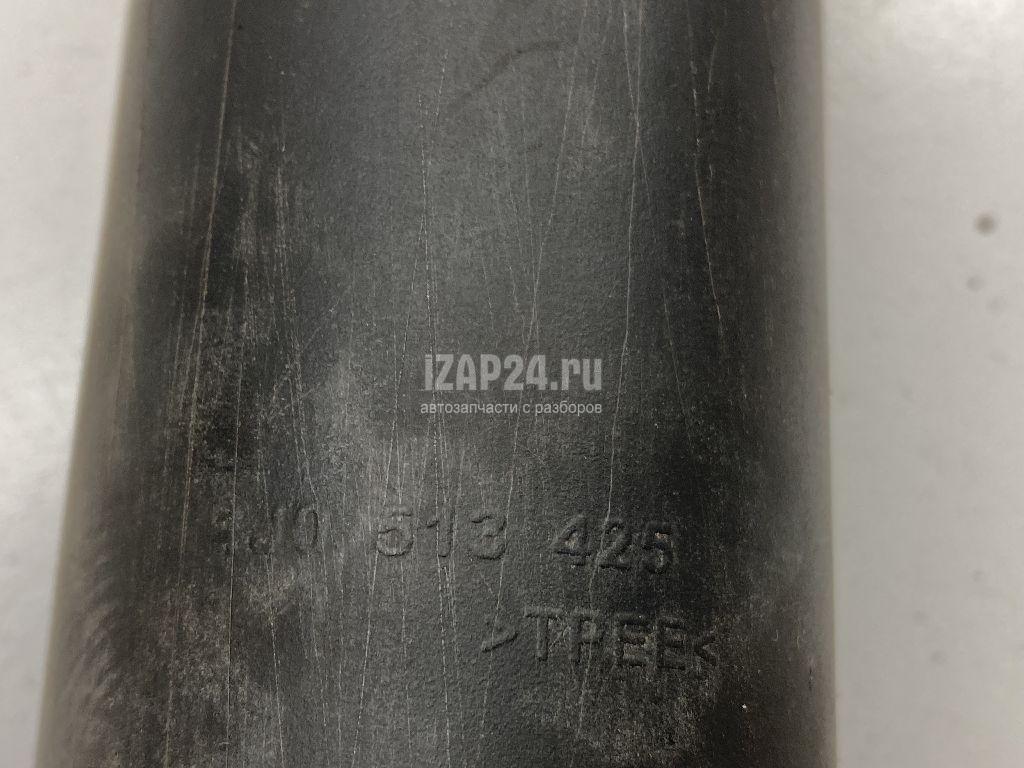 iZAP24.ru
автозапчасти с разборов
513 425
>TPEE<